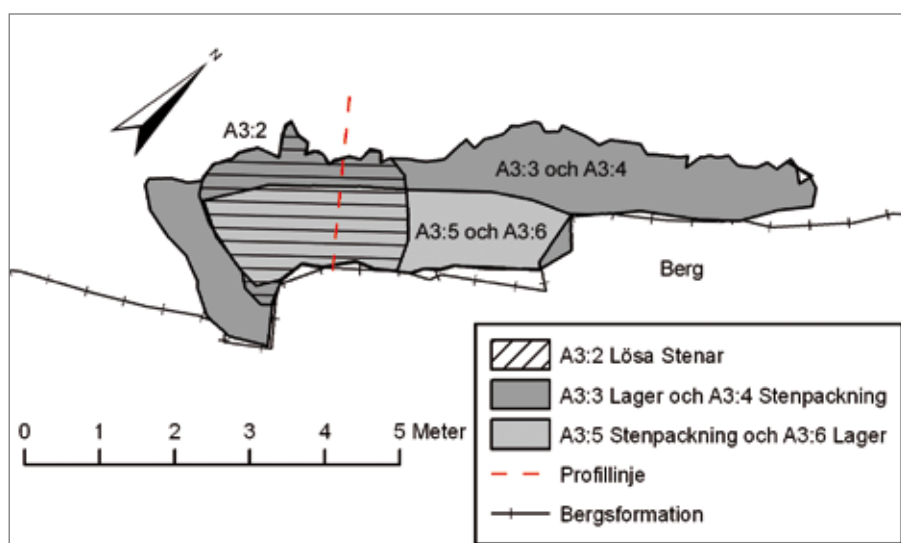 N
A3:2
A3:3 och A3:4
A3:5 och A3:6
Berg
A3:2 Lösa Stenar
A3:3 Lager och A3:4 Stenpackning
A3:5 Stenpackning och A3:6 Lager
Profillinje
Bergsformation
0 1 2 3 4 5 Meter